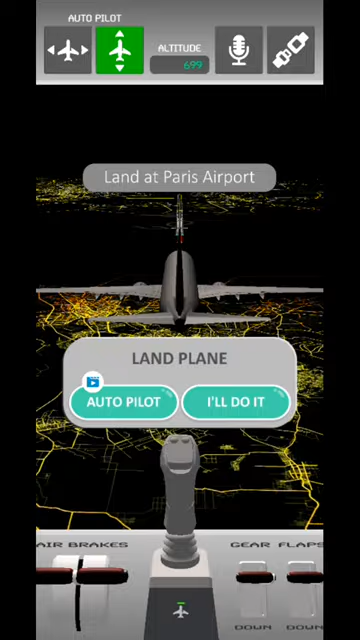 AUTO PILOT
ALTITUDE
699
Land at Paris Airport
LAND PLANE
AUTO PILOT
I'LL DO IT
AIR BRAKES
GEAR
FLAPS
DOWN
DOWN